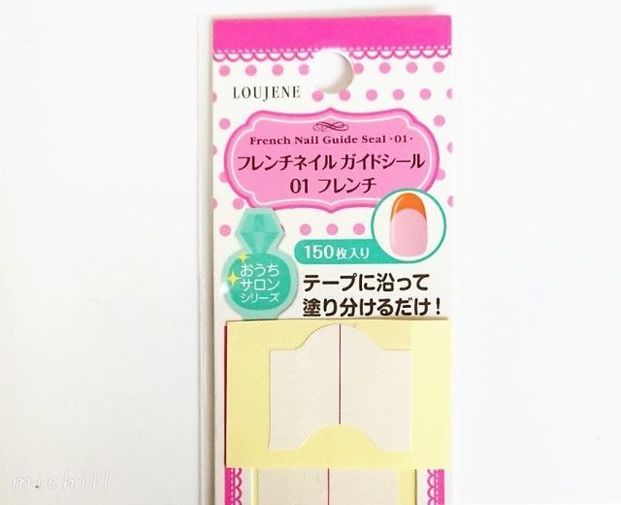 LOUJENE
French Nail Guide Seal ·01·
フレンチネイル ガイドシール
01 フレンチ
150枚入り
おうち
サロン
シリーズ
テープに沿って
塗り分けるだけ！
michill